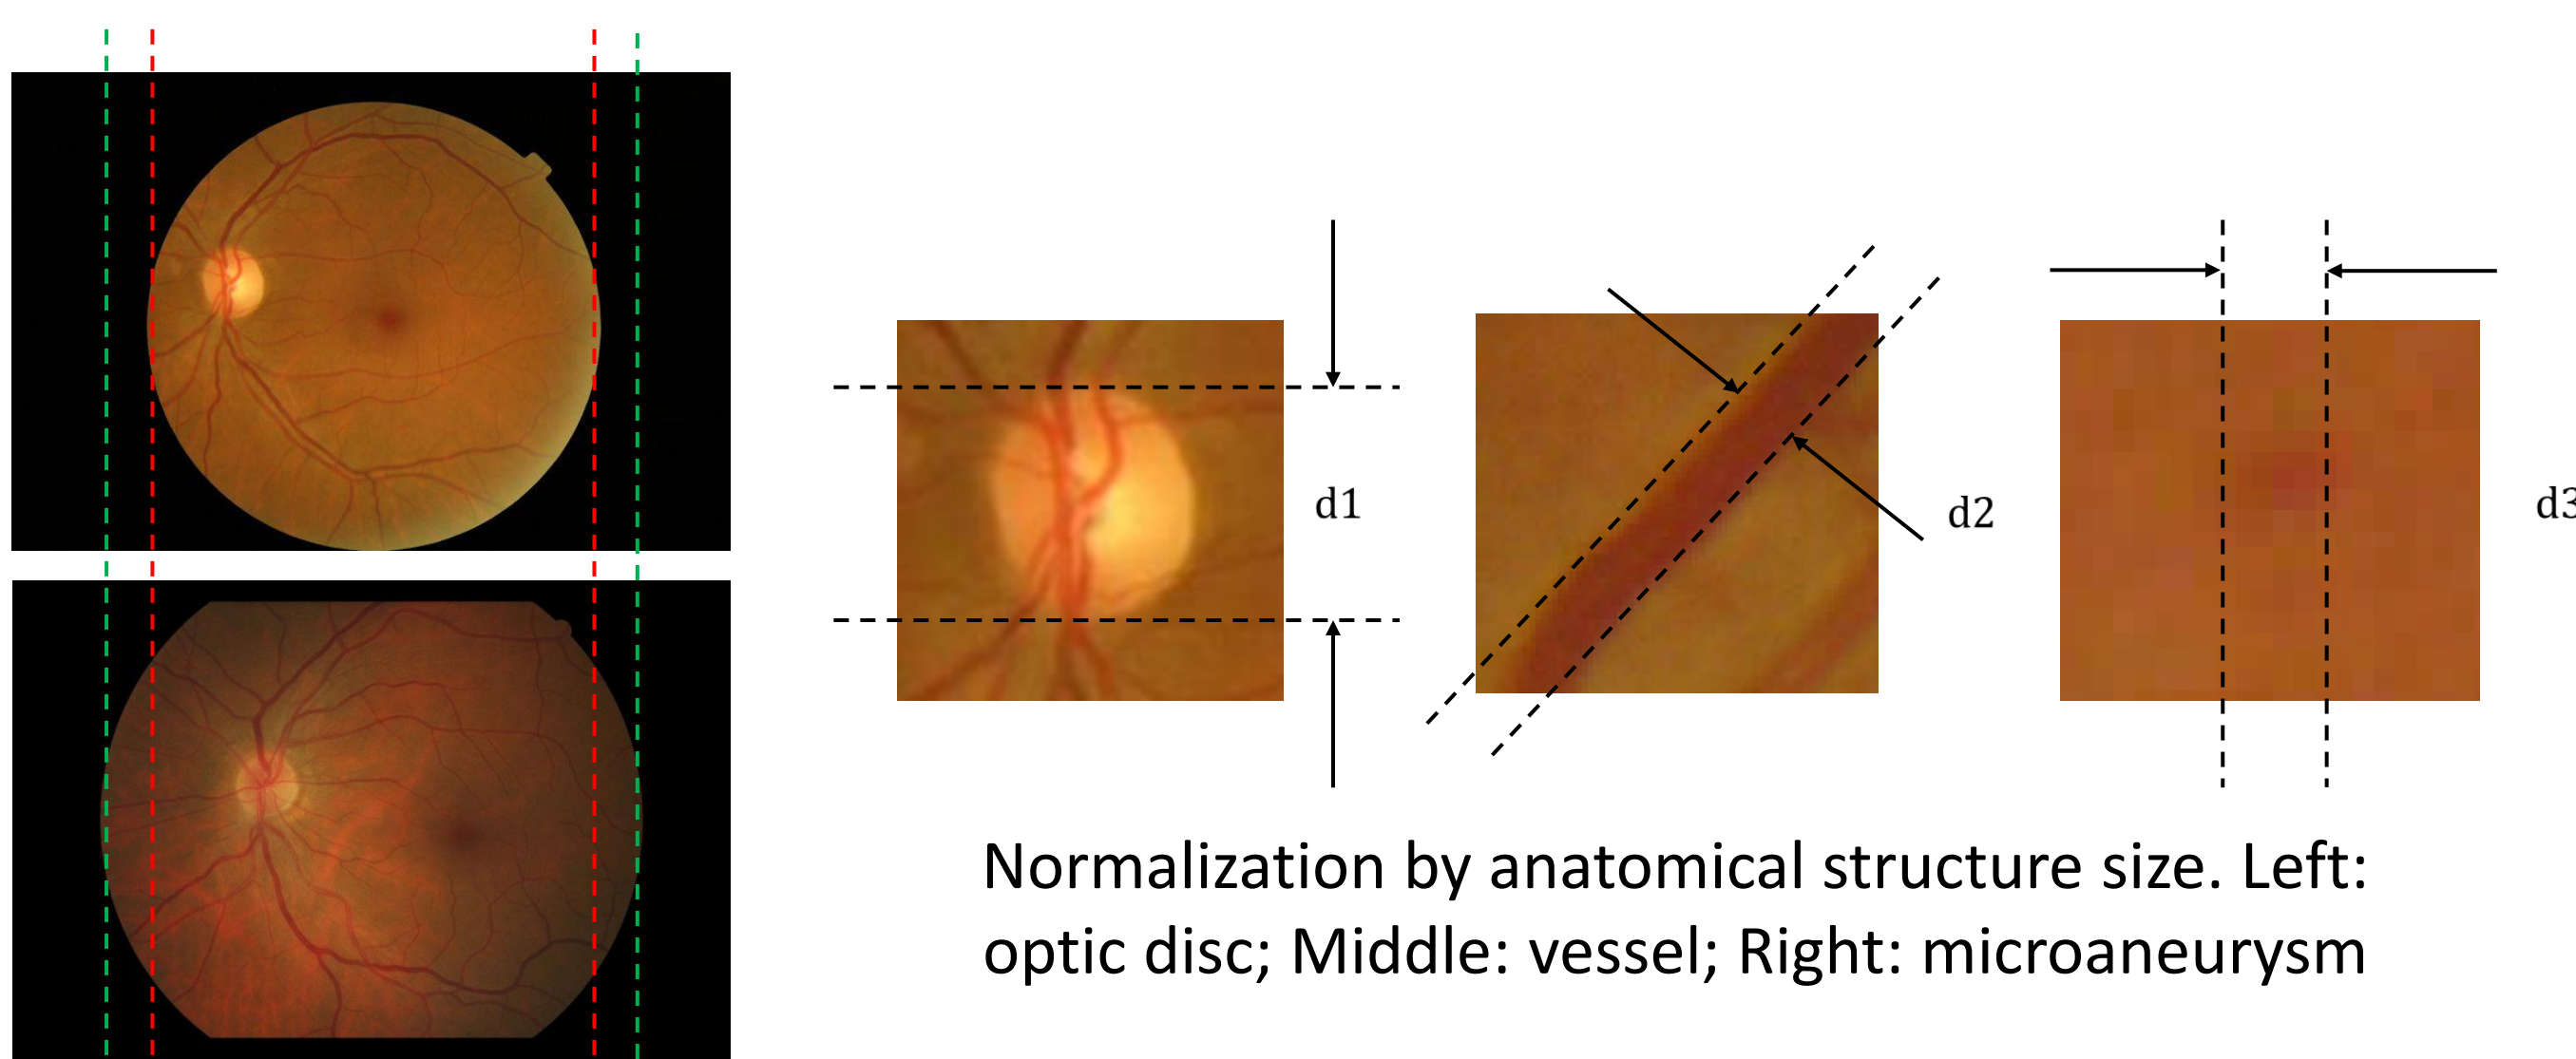 d1
d2
d3
Normalization by anatomical structure size. Left:
optic disc; Middle: vessel; Right: microaneurysm